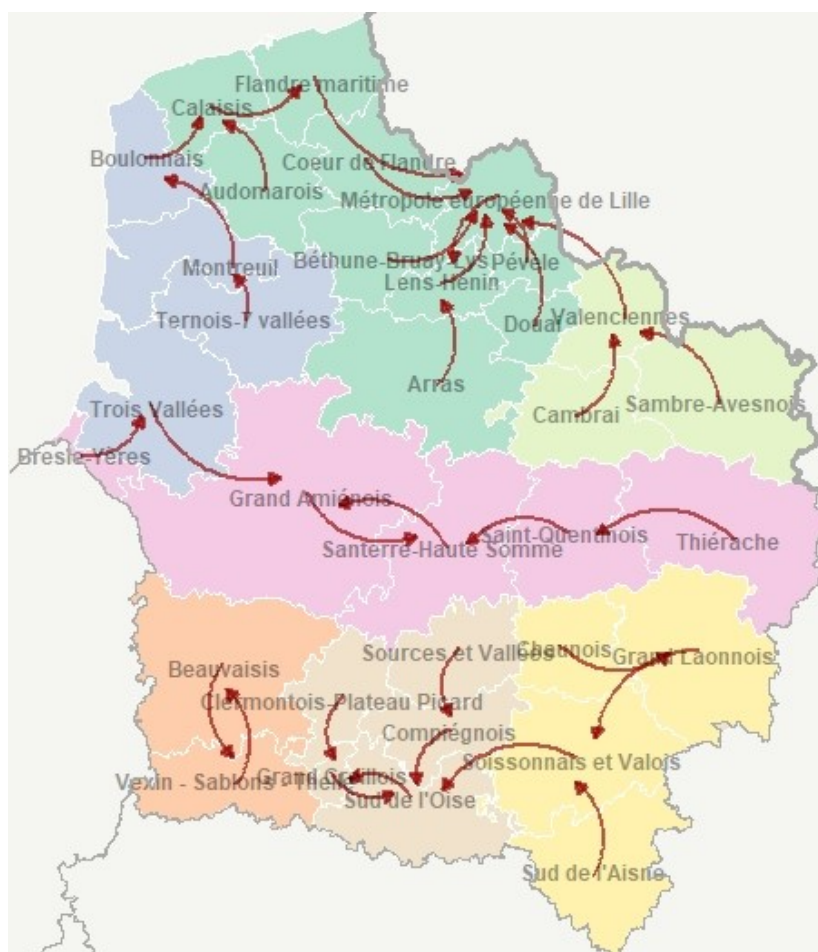 Flandre maritime
Calaisis
Boulonnais
Coeur de Flandre
Audomarois
Métropole européenne de Lille
Béthune-Bruay-Lys
Pévèle
Montreuil
Lens-Hénin
Ternois-7 vallées
Douai
Valenciennes
Arras
Trois Vallées
Cambrai
Sambre-Avesnois
Bresle-Yères
Grand Amiénois
Santerre-Haute Somme
Saint-Quentinois
Thiérache
Beauvaisis
Sources et Vallées
Chaunois
Grand Laonnois
Clermontois-Plateau Picard
Compiégnois
Soissonnais et Valois
Vexin - Sablons - Thelle
Grand Creillois
Sud de l'Oise
Sud de l'Aisne